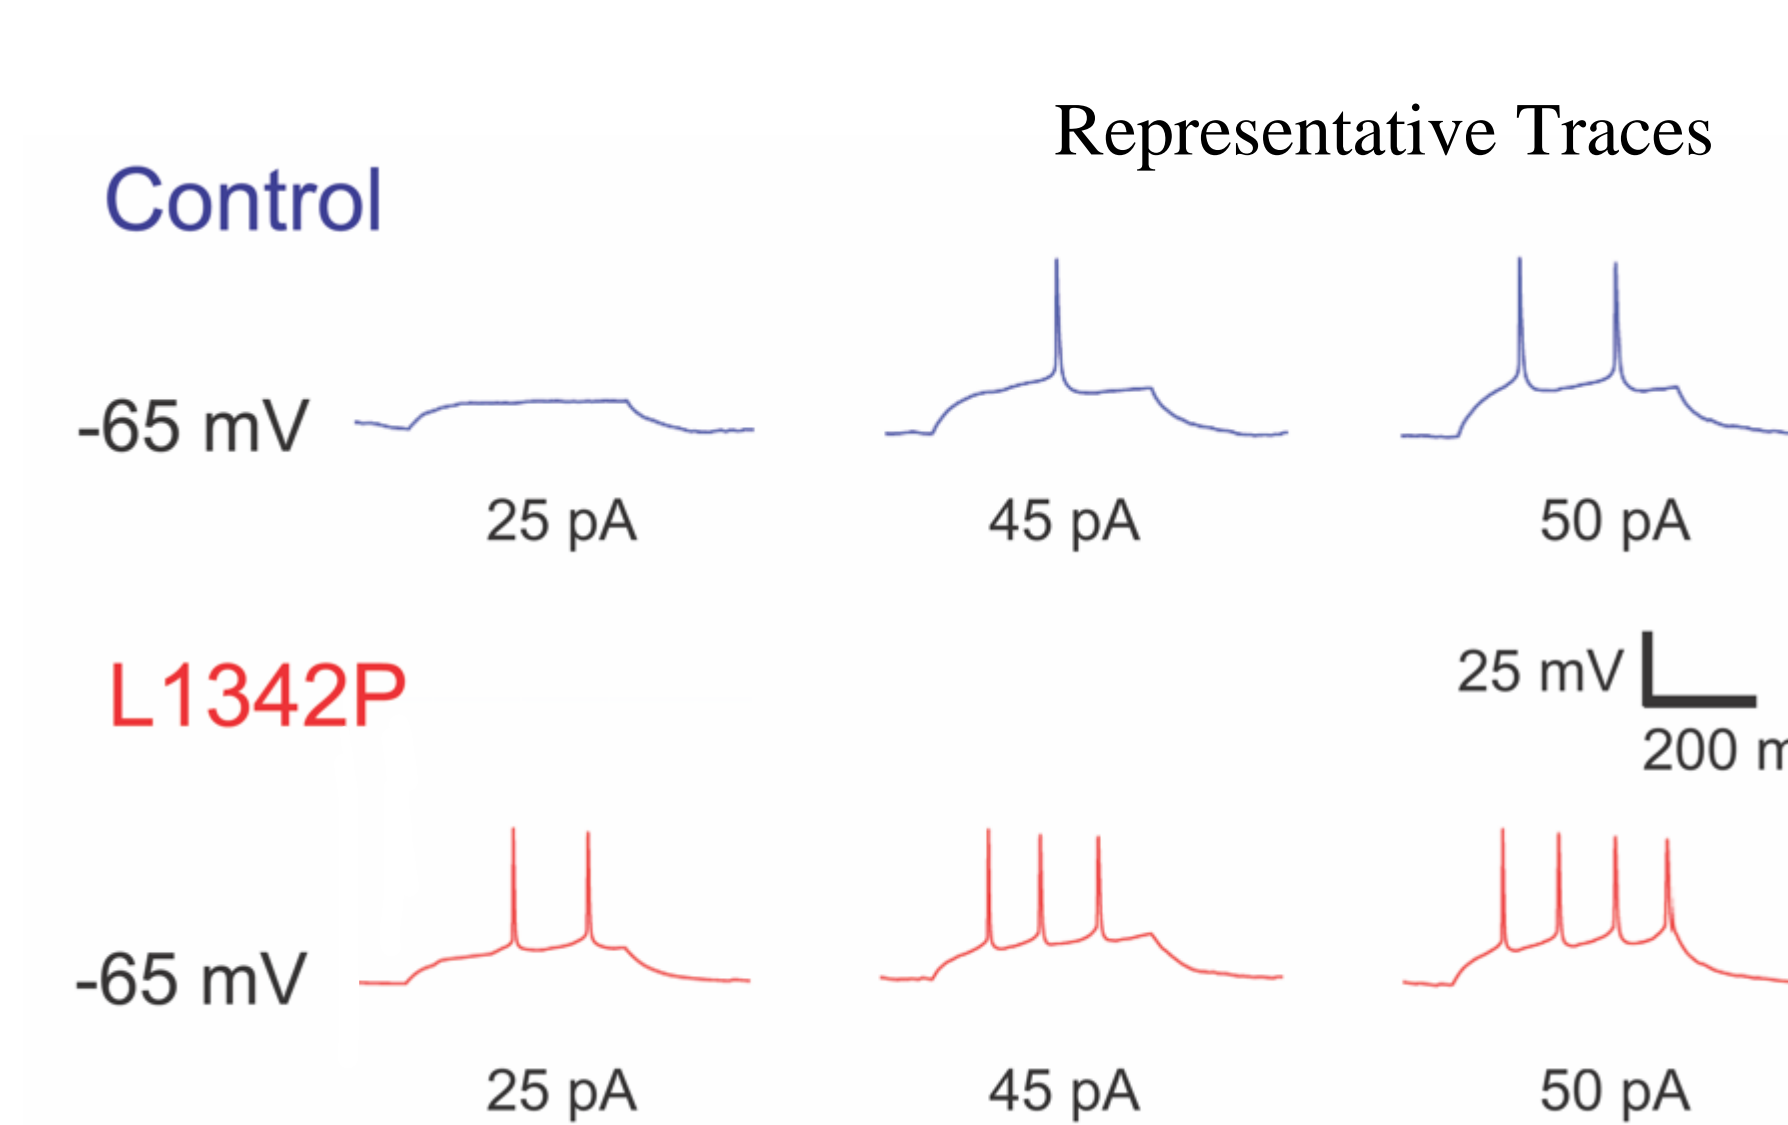 Representative Traces
Control
-65 mV
25 pA 45 pA 50 pA
L1342P
25 mV
200 m
-65 mV
25 pA 45 pA 50 pA